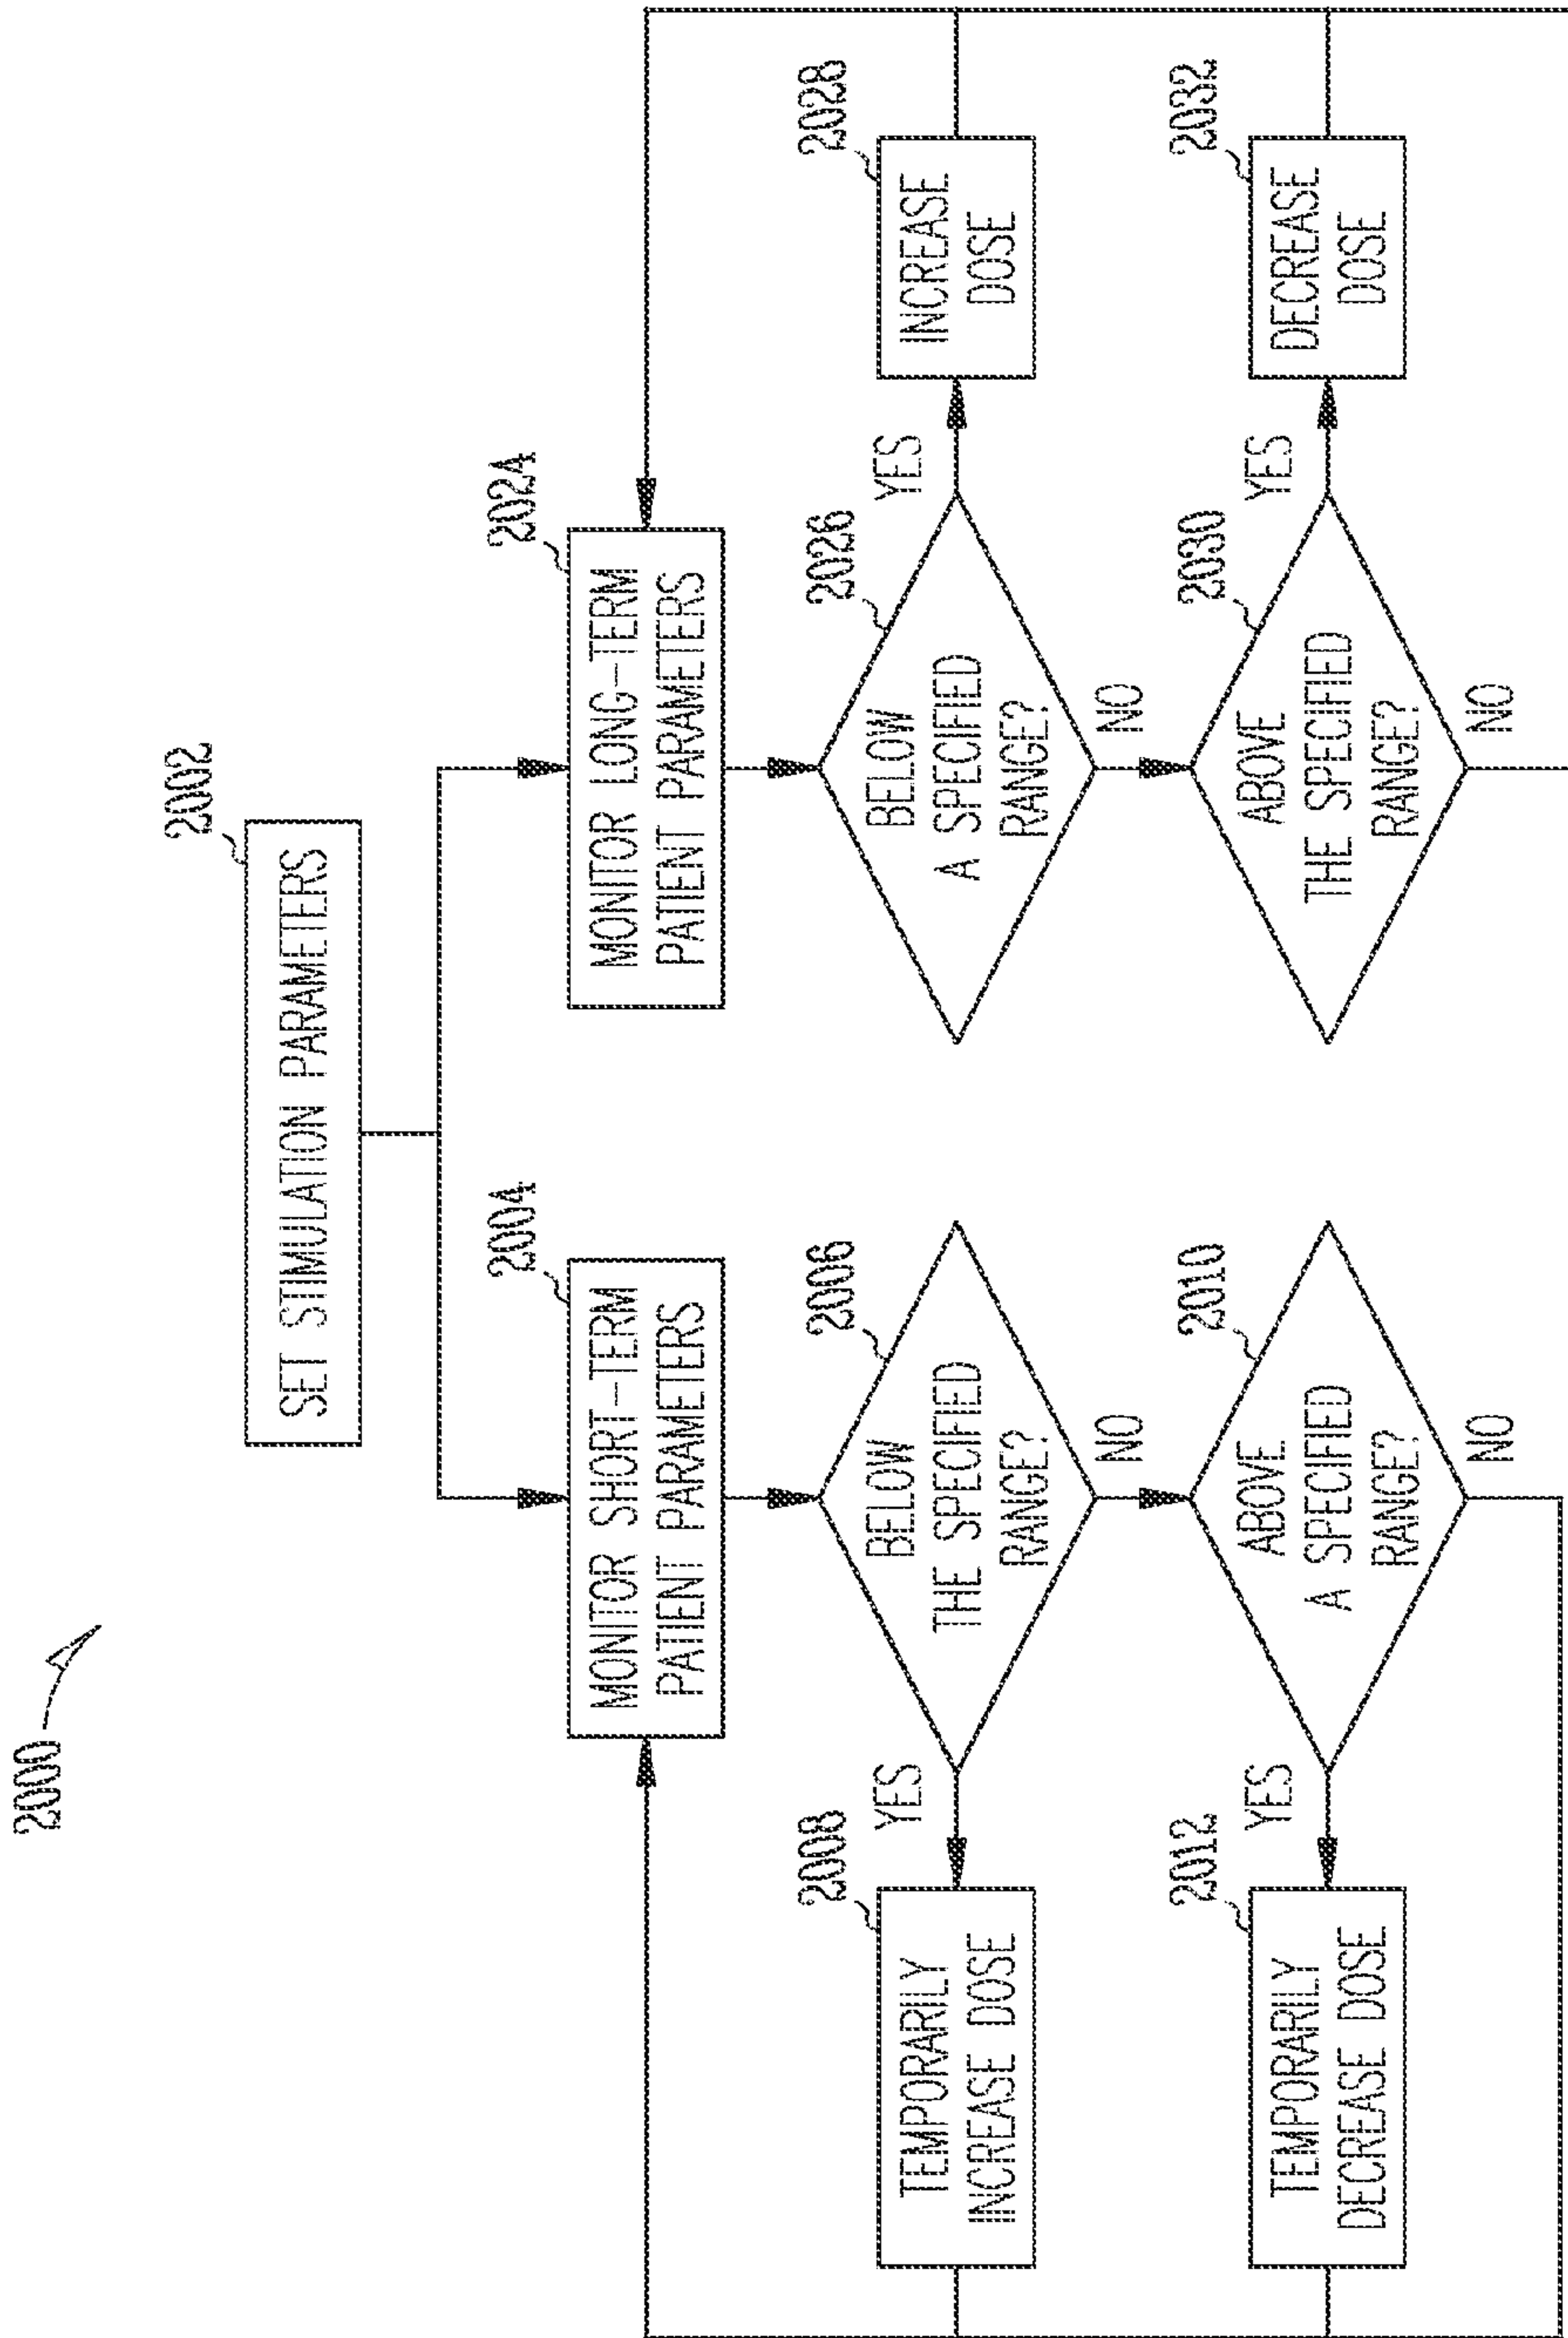 2000
2002
SET STIMULATION PARAMETERS
2004
MONITOR SHORT-TERM
PATIENT PARAMETERS
2024
MONITOR LONG-TERM
PATIENT PARAMETERS
2008
TEMPORARILY
INCREASE DOSE
YES
2006
BELOW
THE SPECIFIED
RANGE?
NO
2026
BELOW
A SPECIFIED
RANGE?
NO
YES
2028
INCREASE
DOSE
2012
TEMPORARILY
DECREASE DOSE
YES
2010
ABOVE
A SPECIFIED
RANGE?
NO
2030
ABOVE
THE SPECIFIED
RANGE?
NO
YES
2032
DECREASE
DOSE